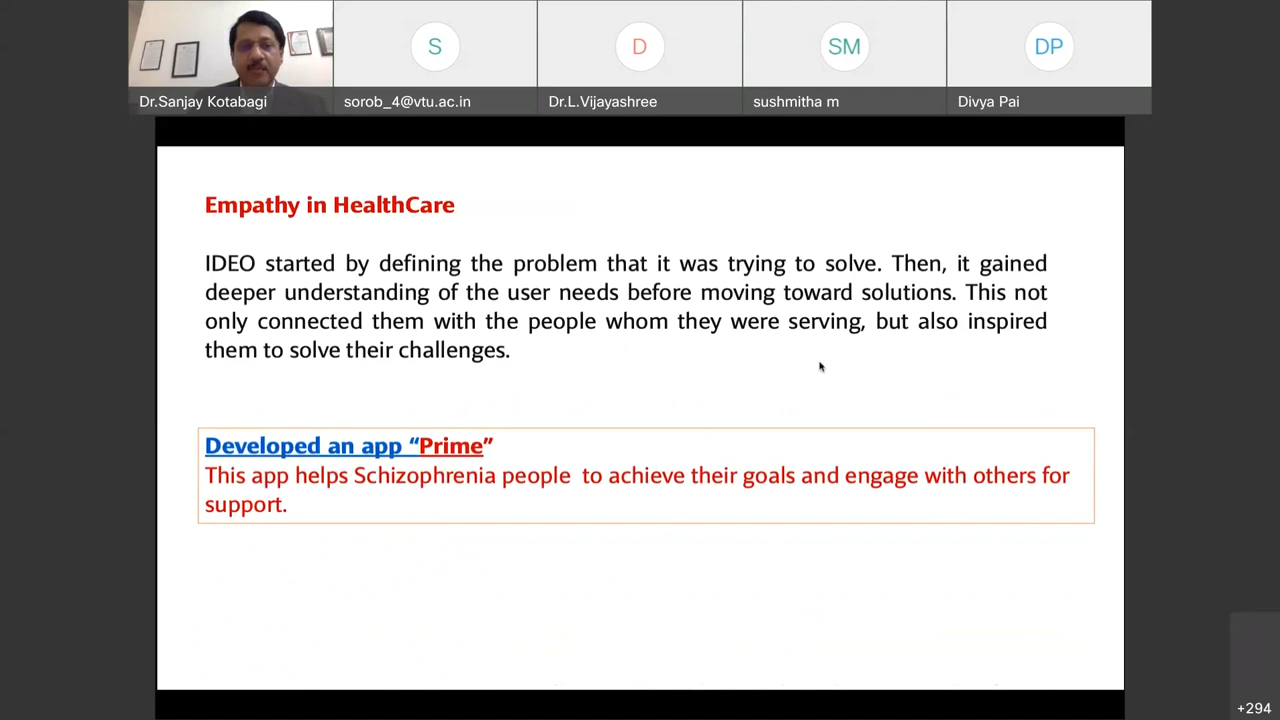 S
D
SM
DP
Dr.Sanjay Kotabagi
sorob_4@vtu.ac.in
Dr.L.Vijayashree
sushmitha m
Divya Pai
Empathy in HealthCare
IDEO started by defining the problem that it was trying to solve. Then, it gained
deeper understanding of the user needs before moving toward solutions. This not
only connected them with the people whom they were serving, but also inspired
them to solve their challenges.
Developed an app “Prime”
This app helps Schizophrenia people to achieve their goals and engage with others for
support.
+294